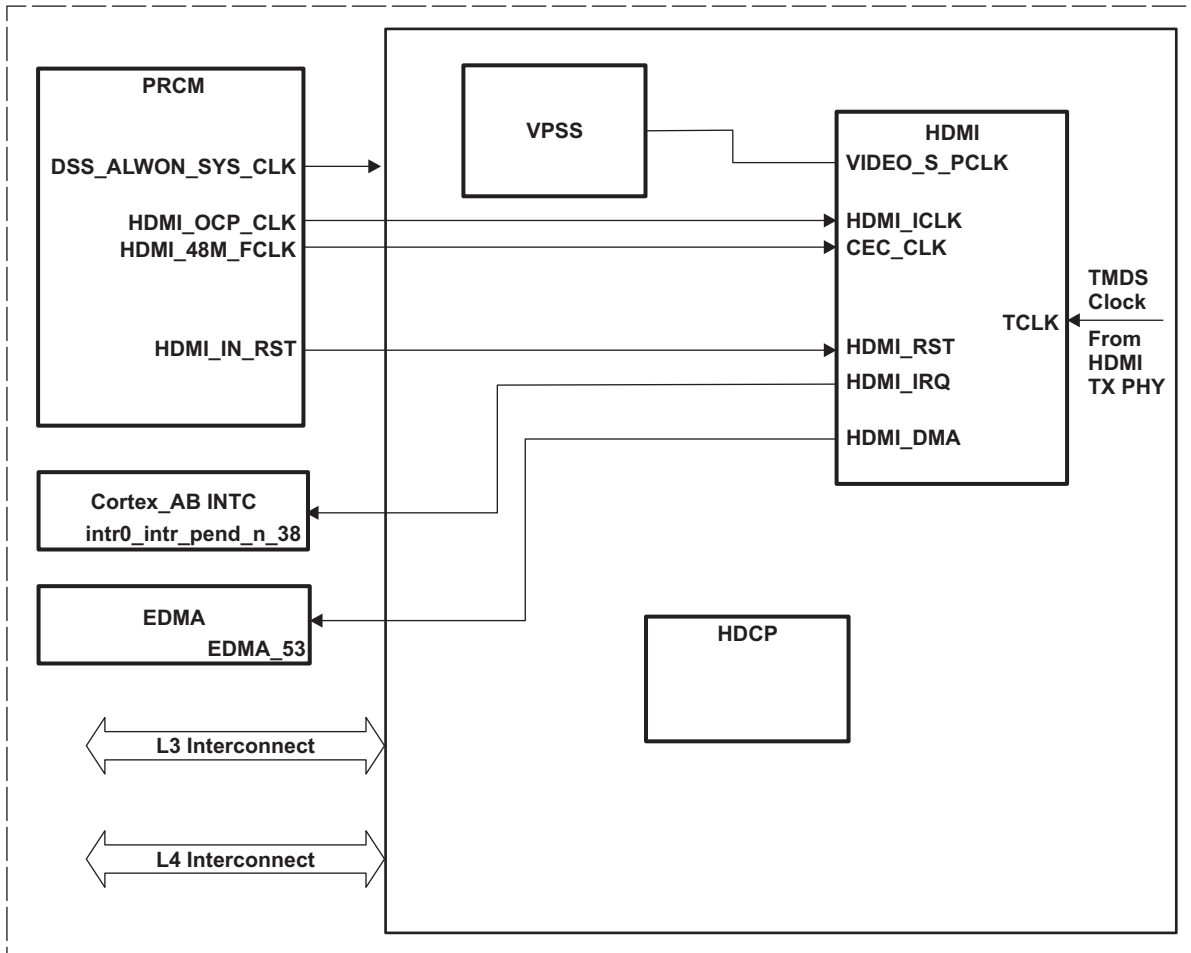 PRCM
DSS_ALWON_SYS_CLK
HDMI_OCP_CLK
HDMI_48M_FCLK
HDMI_IN_RST
VPSS
HDMI
VIDEO_S_PCLK
HDMI_ICLK
CEC_CLK
TCLK
HDMI_RST
HDMI_IRQ
HDMI_DMA
TMDS
Clock
From
HDMI
TX PHY
Cortex_AB INTC
intr0_intr_pend_n_38
EDMA
EDMA_53
HDCP
L3 Interconnect
L4 Interconnect